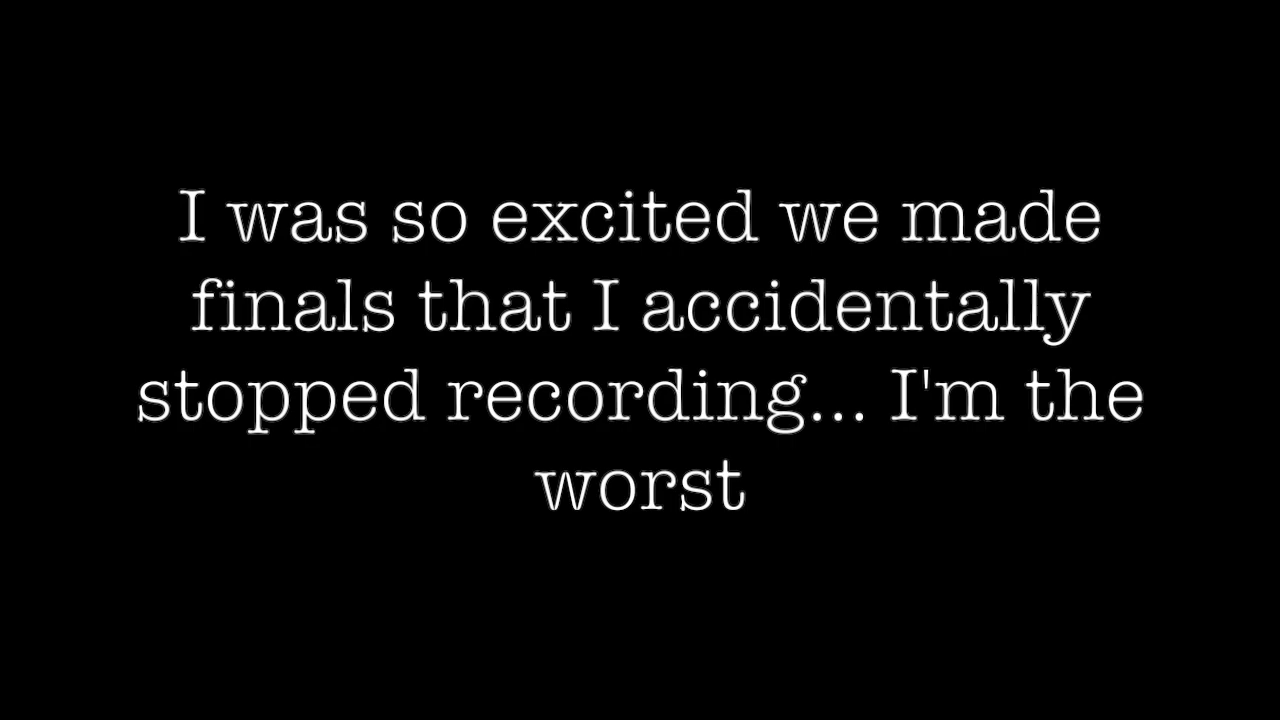 I was so excited we made
finals that I accidentally
stopped recording... I'm the
worst